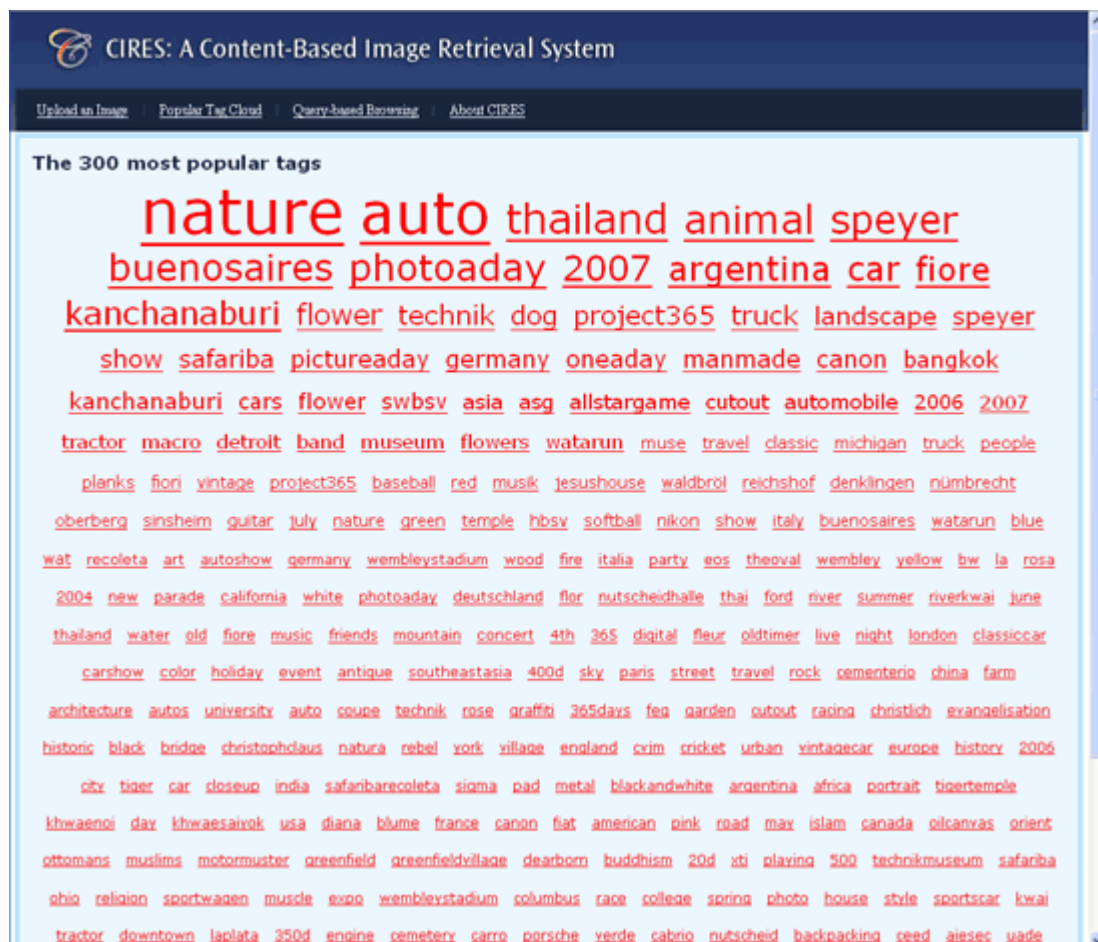 CIRES: A Content-Based Image Retrieval System
Upload an Image | Popular Tag Cloud | Query-based Browsing | About CIRES
The 300 most popular tags
nature auto thailand animal speyer
buenosaires photoaday 2007 argentina car fiore
kanchanaburi flower technik dog project365 truck landscape speyer
show safariba pictureaday germany oneaday manmade canon bangkok
kanchanaburi cars flower swbsv asia asg allstargame cutout automobile 2006 2007
tractor macro detroit band museum flowers watarun muse travel classic michigan truck people
planks fiori vintage project365 baseball red musik jesushouse waldbröl reichshof denklingen nümbrecht
oberberg sinsheim guitar july nature green temple hbsv softball nikon show italy buenosaires watarun blue
wat recoleta art autoshow germany wembleystadium wood fire italia party eos theoval wembley yellow bw la rosa
2004 new parade california white photoaday deutschland flor nutscheidhalle thai ford river summer riverkwai june
thailand water old fiore music friends mountain concert 4th 365 digital fleur oldtimer live night london classiccar
carshow color holiday event antique southeastasia 400d sky paris street travel rock cementerio china farm
architecture autos university auto coupe technik rose graffiti 365days feg garden cutout racing christlich evangelisation
historic black bridge christophclaus natura rebel york village england cvjm cricket urban vintagecar europe history 2006
city tiger car closeup india safaribarecoleta sigma pad metal blackandwhite argentina africa portrait tigertemple
khwaenoi day khwaesaiyok usa diana blume france canon fiat american pink road may islam canada oilcanvas orient
ottomans muslims motormuster greenfield greenfieldvillage dearborn buddhism 20d xti playing 500 technikmuseum safariba
ohio religion sportwagen muscle expo wembleystadium columbus race college spring photo house style sportscar kwai
tractor downtown laplata 350d engine cemetery carro porsche verde cabrio nutscheid backpacking ceed aiesec uade